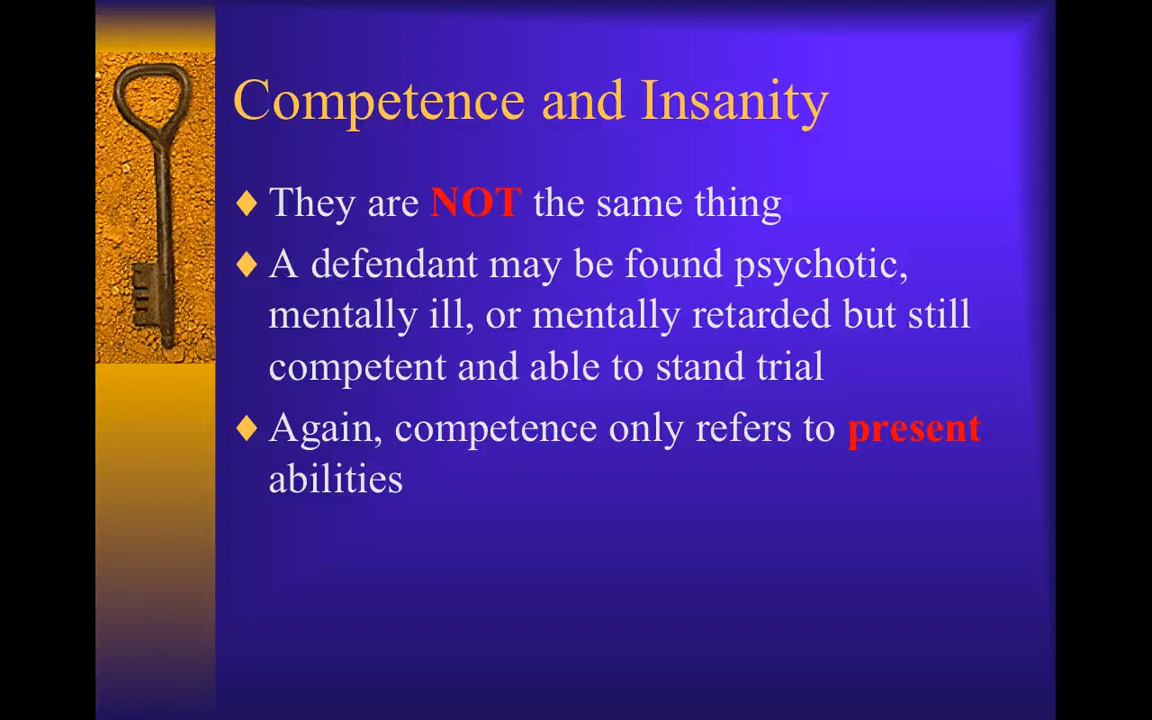 Competence and Insanity
They are NOT the same thing
A defendant may be found psychotic,
mentally ill, or mentally retarded but still
competent and able to stand trial
Again, competence only refers to present
abilities